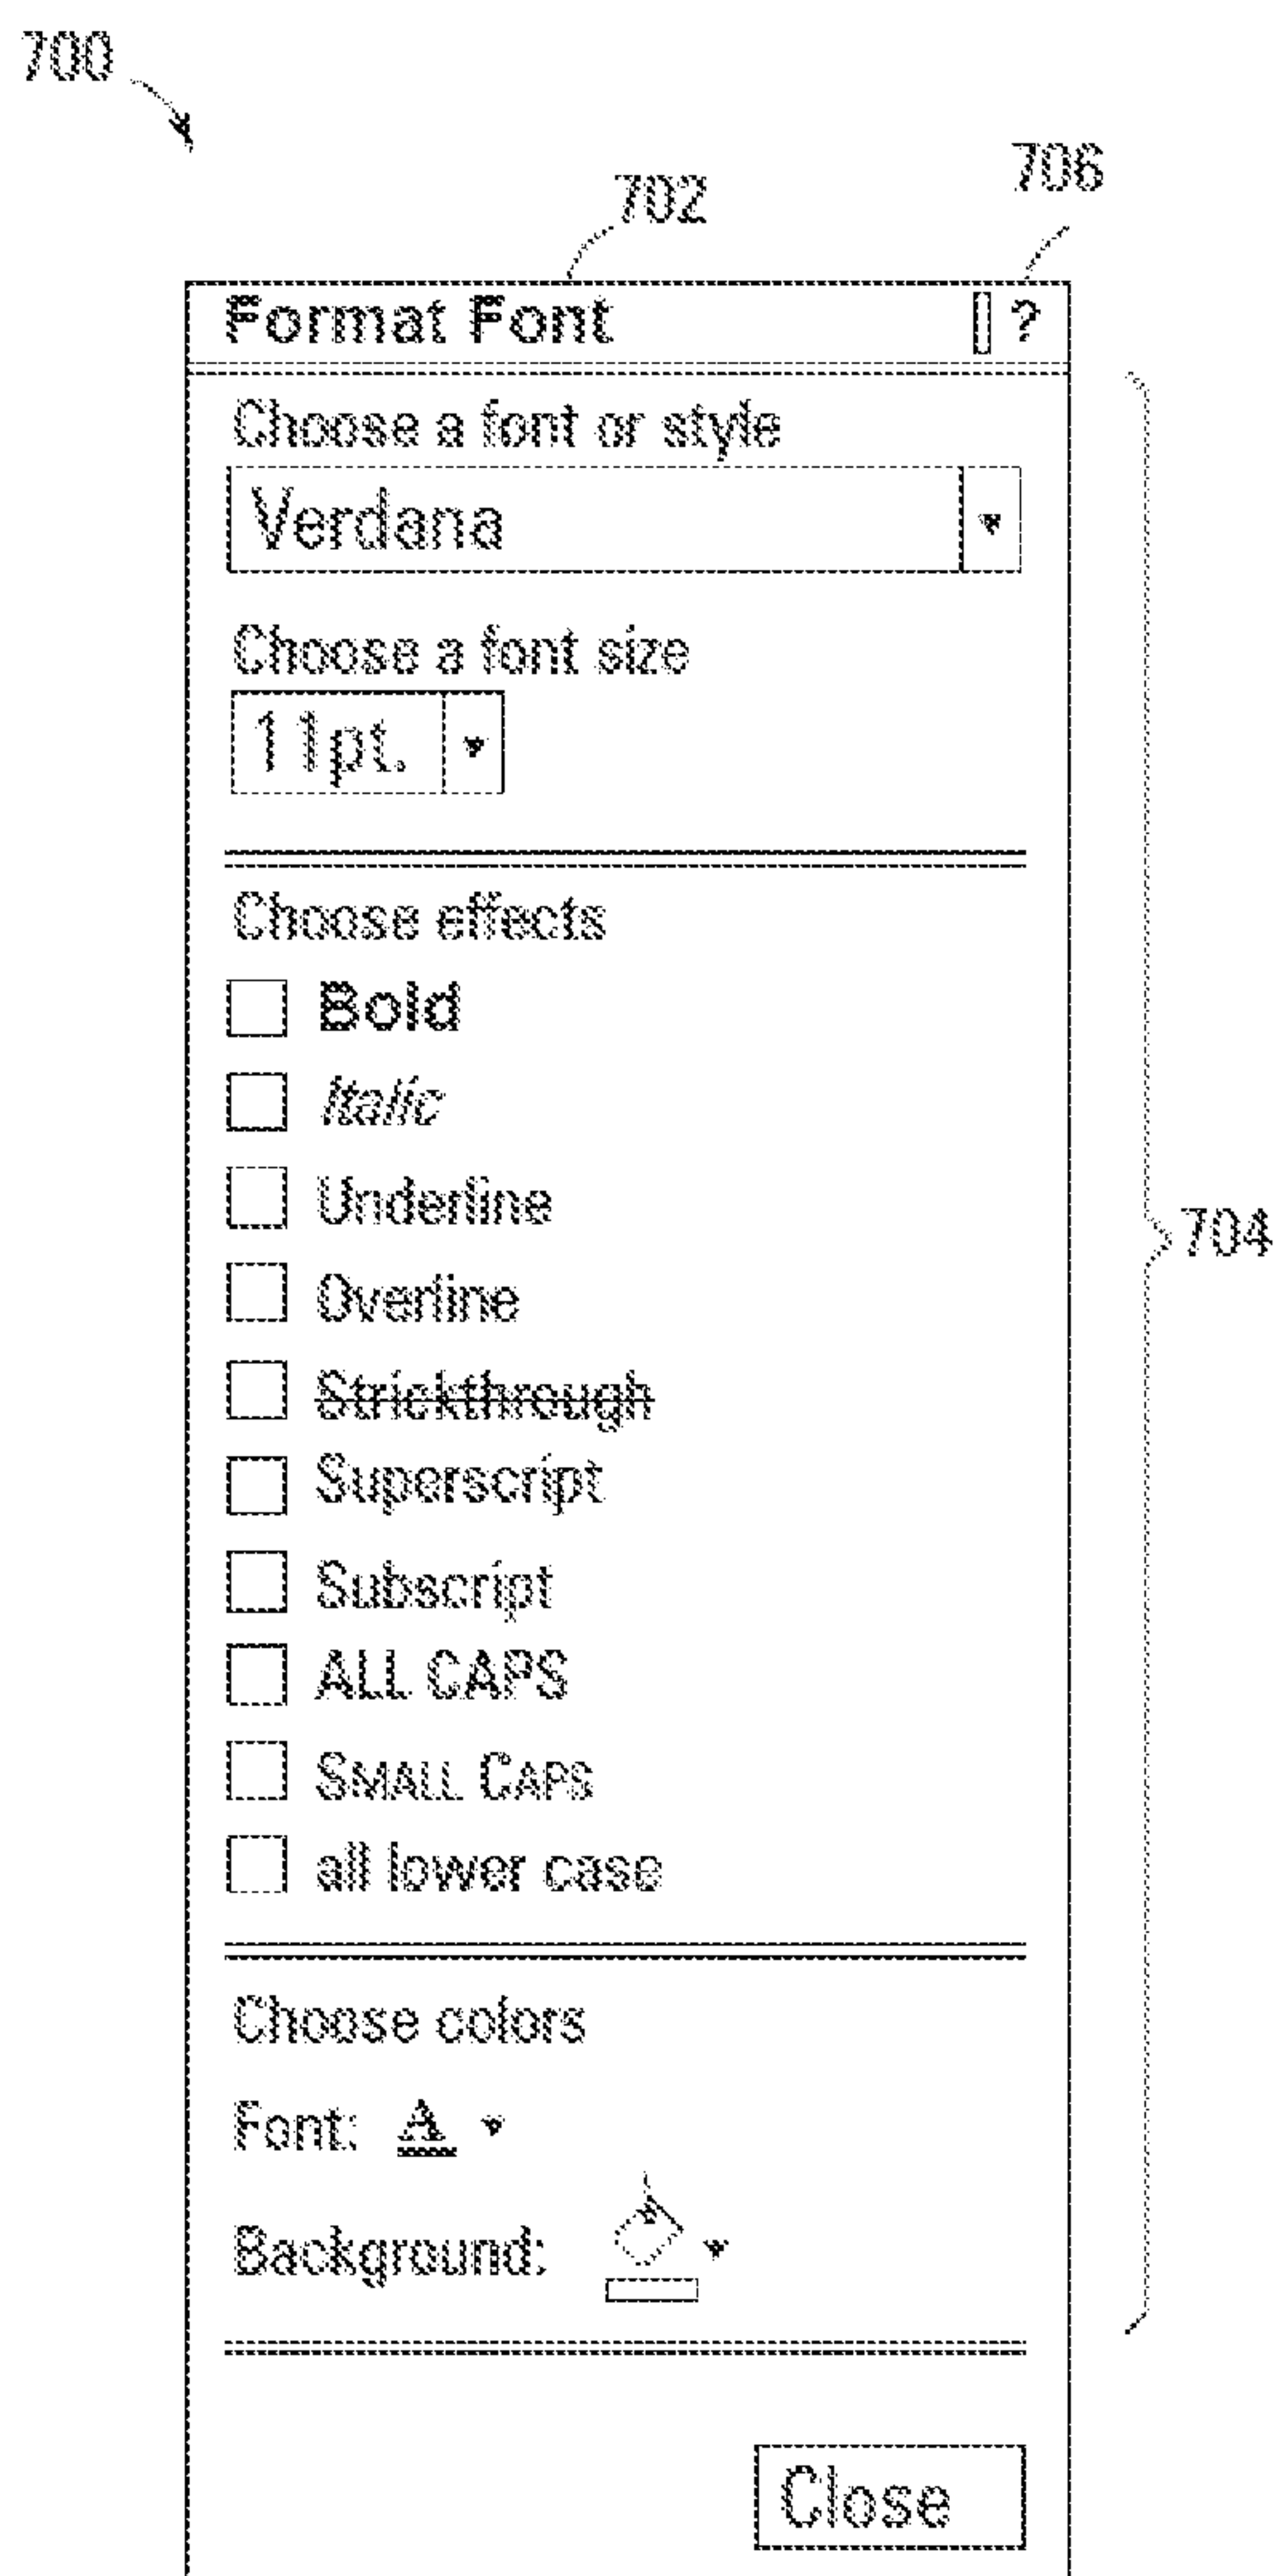 700
702
706
Format Font ?
Choose a font or style
Verdana
Choose a font size
11pt.
Choose effects
Bold
Italic
Underline
Overline
Strickthrough
Superscript
Subscript
ALL CAPS
SMALL CAPS
all lower case
704
Choose colors
Font: A
Background:
Close